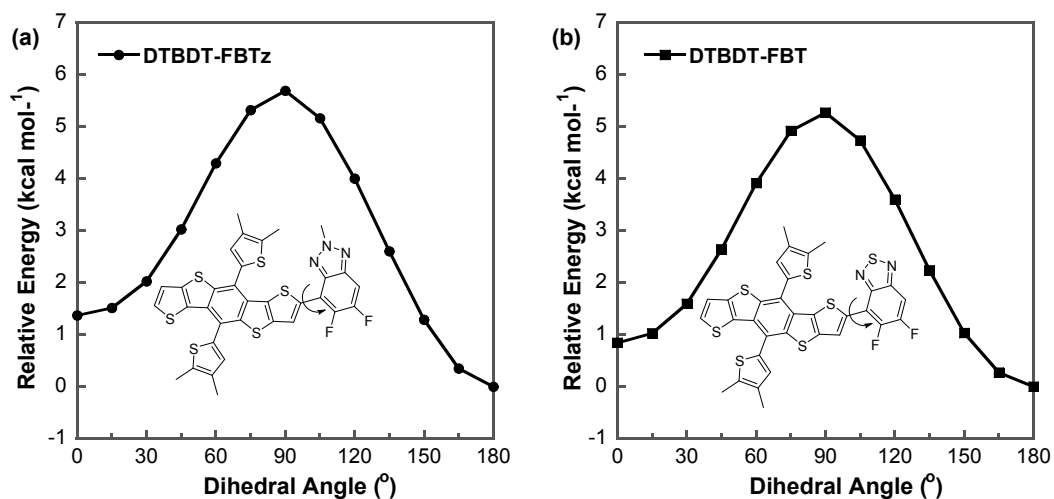 (a)
DTBDT-FBTz
Relative Energy (kcal mol-¹)
7
6
5
4
3
2
1
0
-1
0
30
60
90
120
150
180
Dihedral Angle (º)
S
S
S
S
S
S
N
N
N
F
F
(b)
DTBDT-FBT
Relative Energy (kcal mol-¹)
7
6
5
4
3
2
1
0
-1
0
30
60
90
120
150
180
Dihedral Angle (º)
S
S
S
S
S
S
N
S
N
F
F